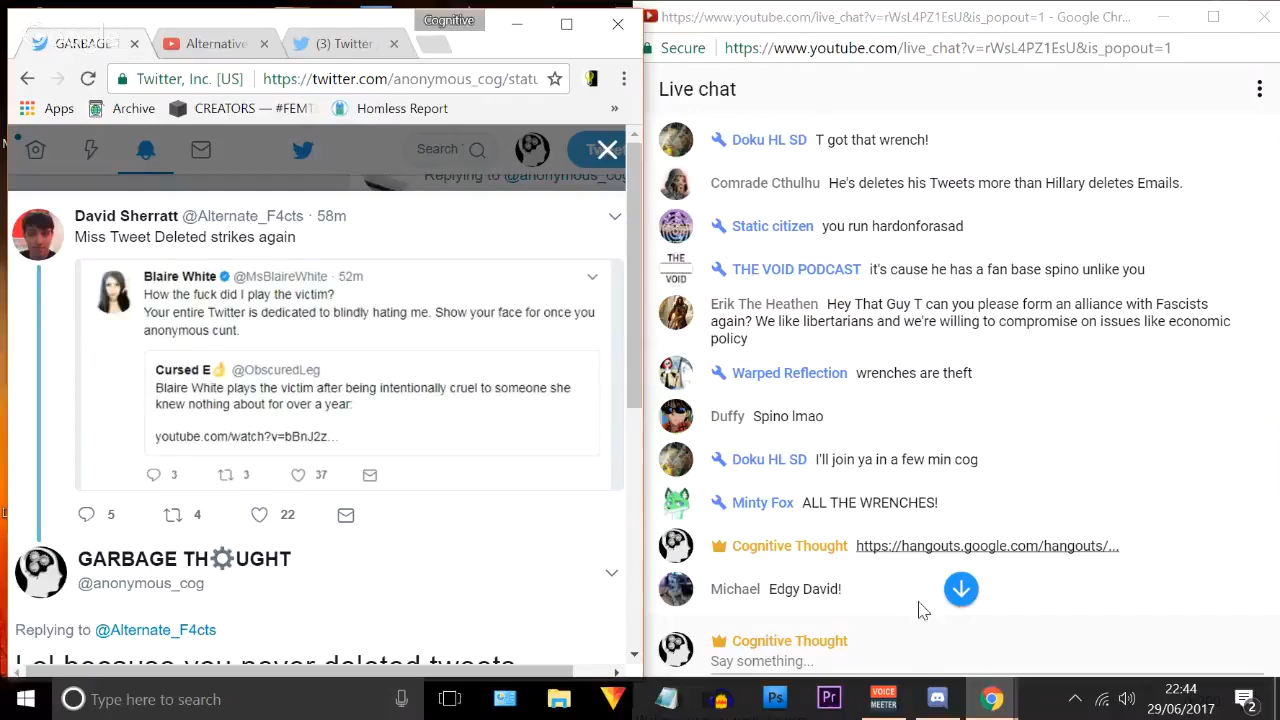 Cognitive
GARBAGE
Alternative
(3) Twitter
Twitter, Inc. [US]
https://twitter.com/anonymous_cog/statu
Apps
Archive
CREATORS — #FEMT
Homless Report
»
Search
Replying to @anonymous_cog
David Sherratt @Alternate_F4cts · 58m
Miss Tweet Deleted strikes again
Blaire White @MsBlaireWhite · 52m
How the fuck did I play the victim?
Your entire Twitter is dedicated to blindly hating me. Show your face for once you
anonymous cunt.
Cursed E👌 @ObscuredLeg
Blaire White plays the victim after being intentionally cruel to someone she
knew nothing about for over a year:
youtube.com/watch?v=bBnJ2z...
3 3 37
5 4 22
GARBAGE TH⚙UGHT
@anonymous_cog
Replying to @Alternate_F4cts
Lol because you never deleted tweets
https://www.youtube.com/live_chat?v=rWsL4PZ1EsU&is_popout=1 - Google Chr...
Secure
https://www.youtube.com/live_chat?v=rWsL4PZ1EsU&is_popout=1
Live chat
Doku HL SD T got that wrench!
Comrade Cthulhu He's deletes his Tweets more than Hillary deletes Emails.
Static citizen you run hardonforasad
THE VOID
THE VOID PODCAST it's cause he has a fan base spino unlike you
Erik The Heathen Hey That Guy T can you please form an alliance with Fascists
again? We like libertarians and we're willing to compromise on issues like economic
policy
Warped Reflection wrenches are theft
Duffy Spino lmao
Doku HL SD I'll join ya in a few min cog
Minty Fox ALL THE WRENCHES!
Cognitive Thought https://hangouts.google.com/hangouts/...
Michael Edgy David!
Cognitive Thought
Say something...
Type here to search
Ps
Pr
VOICE
MEETER
22:44
29/06/2017
2